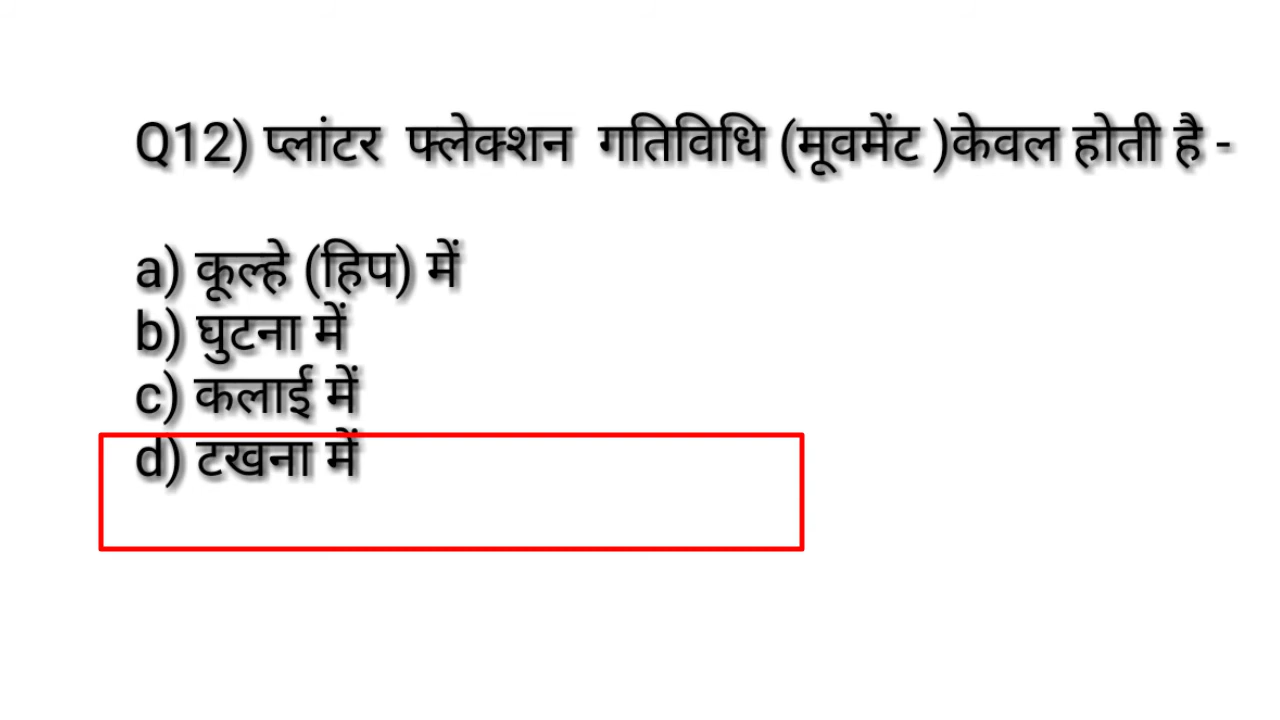 Q12) प्लांटर फ्लेक्शन गतिविधि (मूवमेंट )केवल होती है -
a) कूल्हे (हिप) में
b) घुटना में
c) कलाई में
d) टखना में